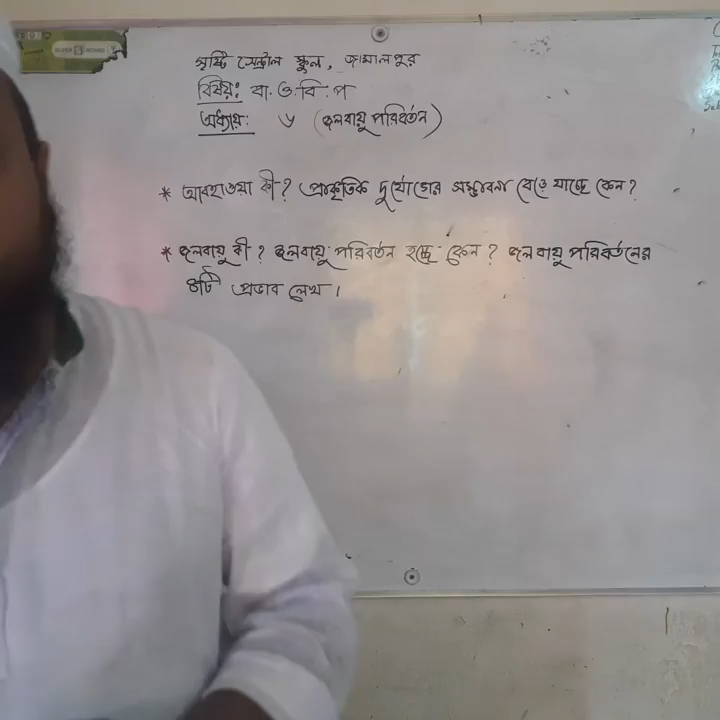 সৃষ্টি সেন্ট্রাল স্কুল, জামালপুর
বিষয়: বা.ও.বি.প
অধ্যায়: ৬ (জলবায়ু পরিবর্তন)
* আবহাওয়া কী? প্রাকৃতিক দুর্যোগের সম্ভাবনা বেড়ে যাচ্ছে কেন?
* জলবায়ু কী? জলবায়ু পরিবর্তন হচ্ছে কেন? জলবায়ু পরিবর্তনের
৪টি প্রভাব লেখ।